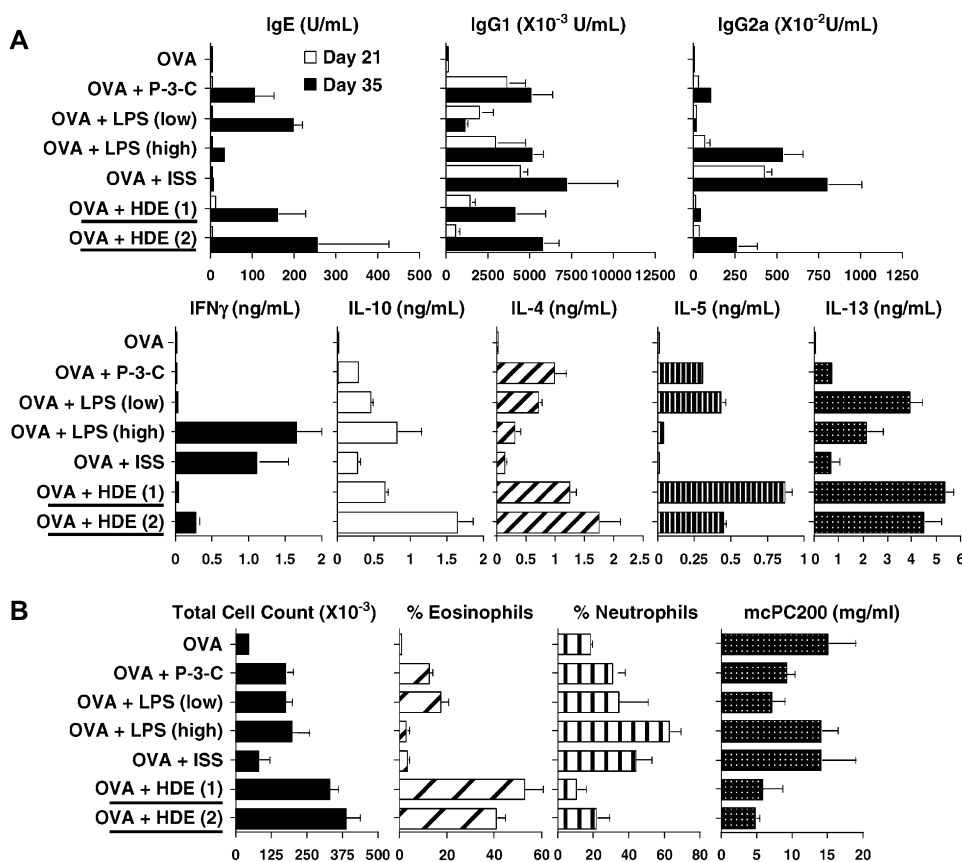 A
IgE (U/mL) IgG1 (X10-3 U/mL) IgG2a (X10-2U/mL)
Day 21
Day 35
OVA
OVA + P-3-C
OVA + LPS (low)
OVA + LPS (high)
OVA + ISS
OVA + HDE (1)
OVA + HDE (2)
0 100 200 300 400 500 0 2500 5000 7500 10000 12500 0 250 500 750 1000 1250
IFNγ (ng/mL) IL-10 (ng/mL) IL-4 (ng/mL) IL-5 (ng/mL) IL-13 (ng/mL)
OVA
OVA + P-3-C
OVA + LPS (low)
OVA + LPS (high)
OVA + ISS
OVA + HDE (1)
OVA + HDE (2)
0 0.5 1 1.5 2 0 0.5 1 1.5 2 0 0.5 1 1.5 2 2.5 0 0.25 0.5 0.75 1 0 1 2 3 4 5 6
B
Total Cell Count (X10-3) % Eosinophils % Neutrophils mcPC200 (mg/ml)
OVA
OVA + P-3-C
OVA + LPS (low)
OVA + LPS (high)
OVA + ISS
OVA + HDE (1)
OVA + HDE (2)
0 125 250 375 500 0 20 40 60 0 20 40 60 80 0 5 10 15 20